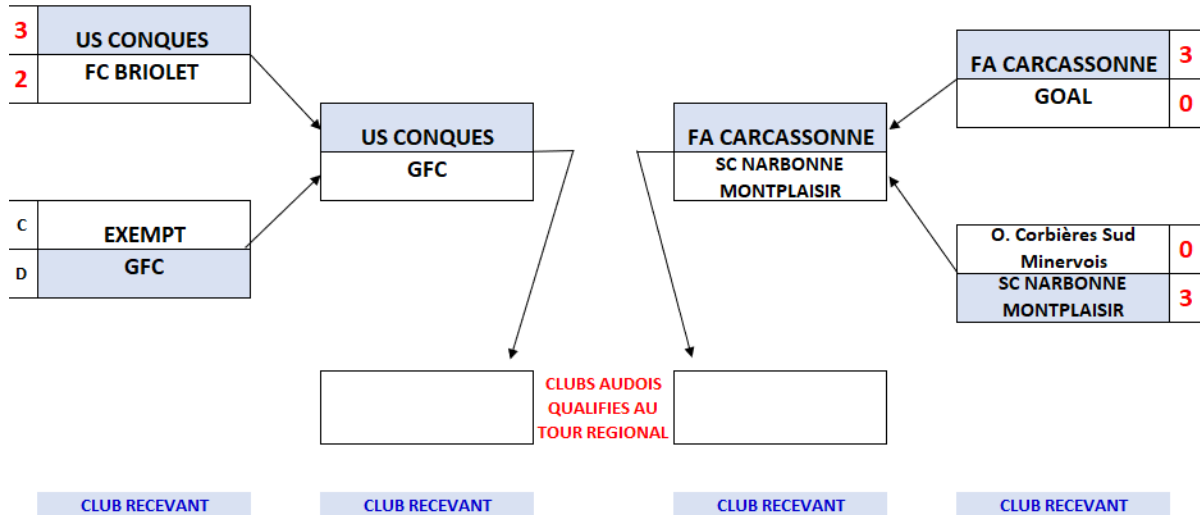 3 US CONQUES
2 FC BRIOLET
C EXEMPT
D GFC
US CONQUES
GFC
FA CARCASSONNE
SC NARBONNE
MONTPLAISIR
FA CARCASSONNE 3
GOAL 0
O. Corbières Sud
Minervois 0
SC NARBONNE
MONTPLAISIR 3
CLUBS AUDOIS
QUALIFIES AU
TOUR REGIONAL
CLUB RECEVANT CLUB RECEVANT CLUB RECEVANT CLUB RECEVANT